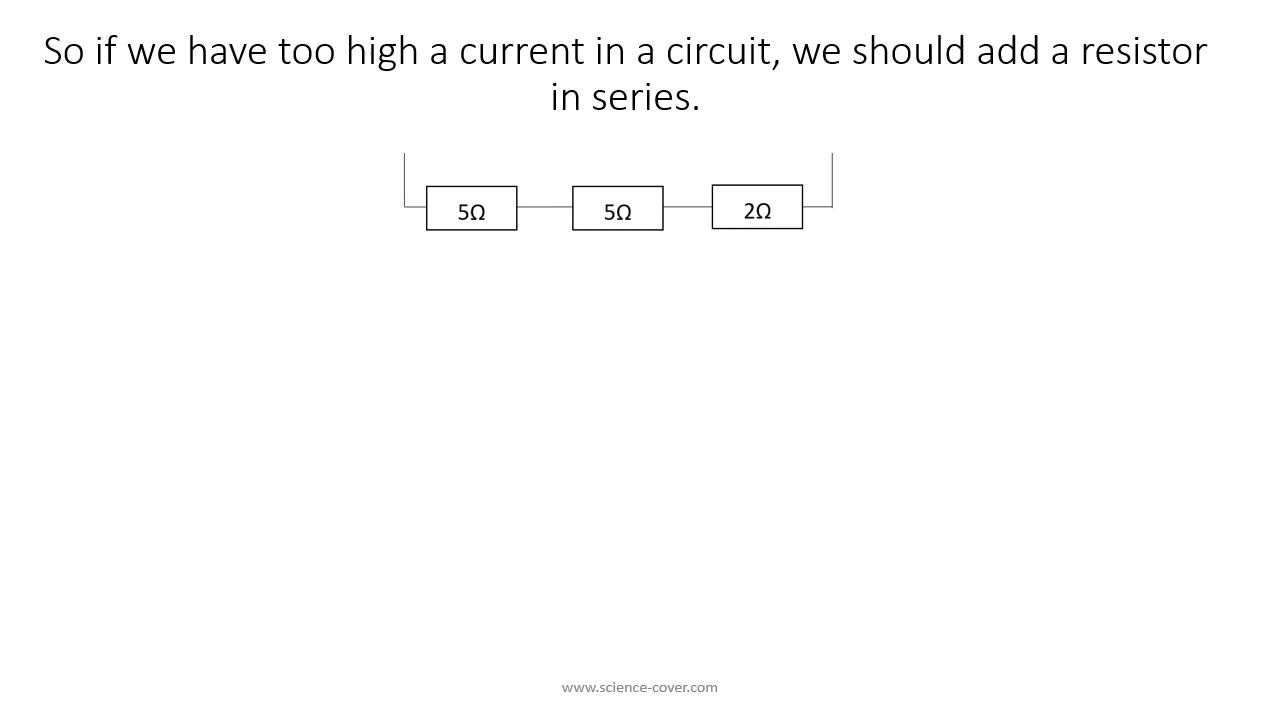 So if we have too high a current in a circuit, we should add a resistor
in series.
5Ω
5Ω
2Ω
www.science-cover.com